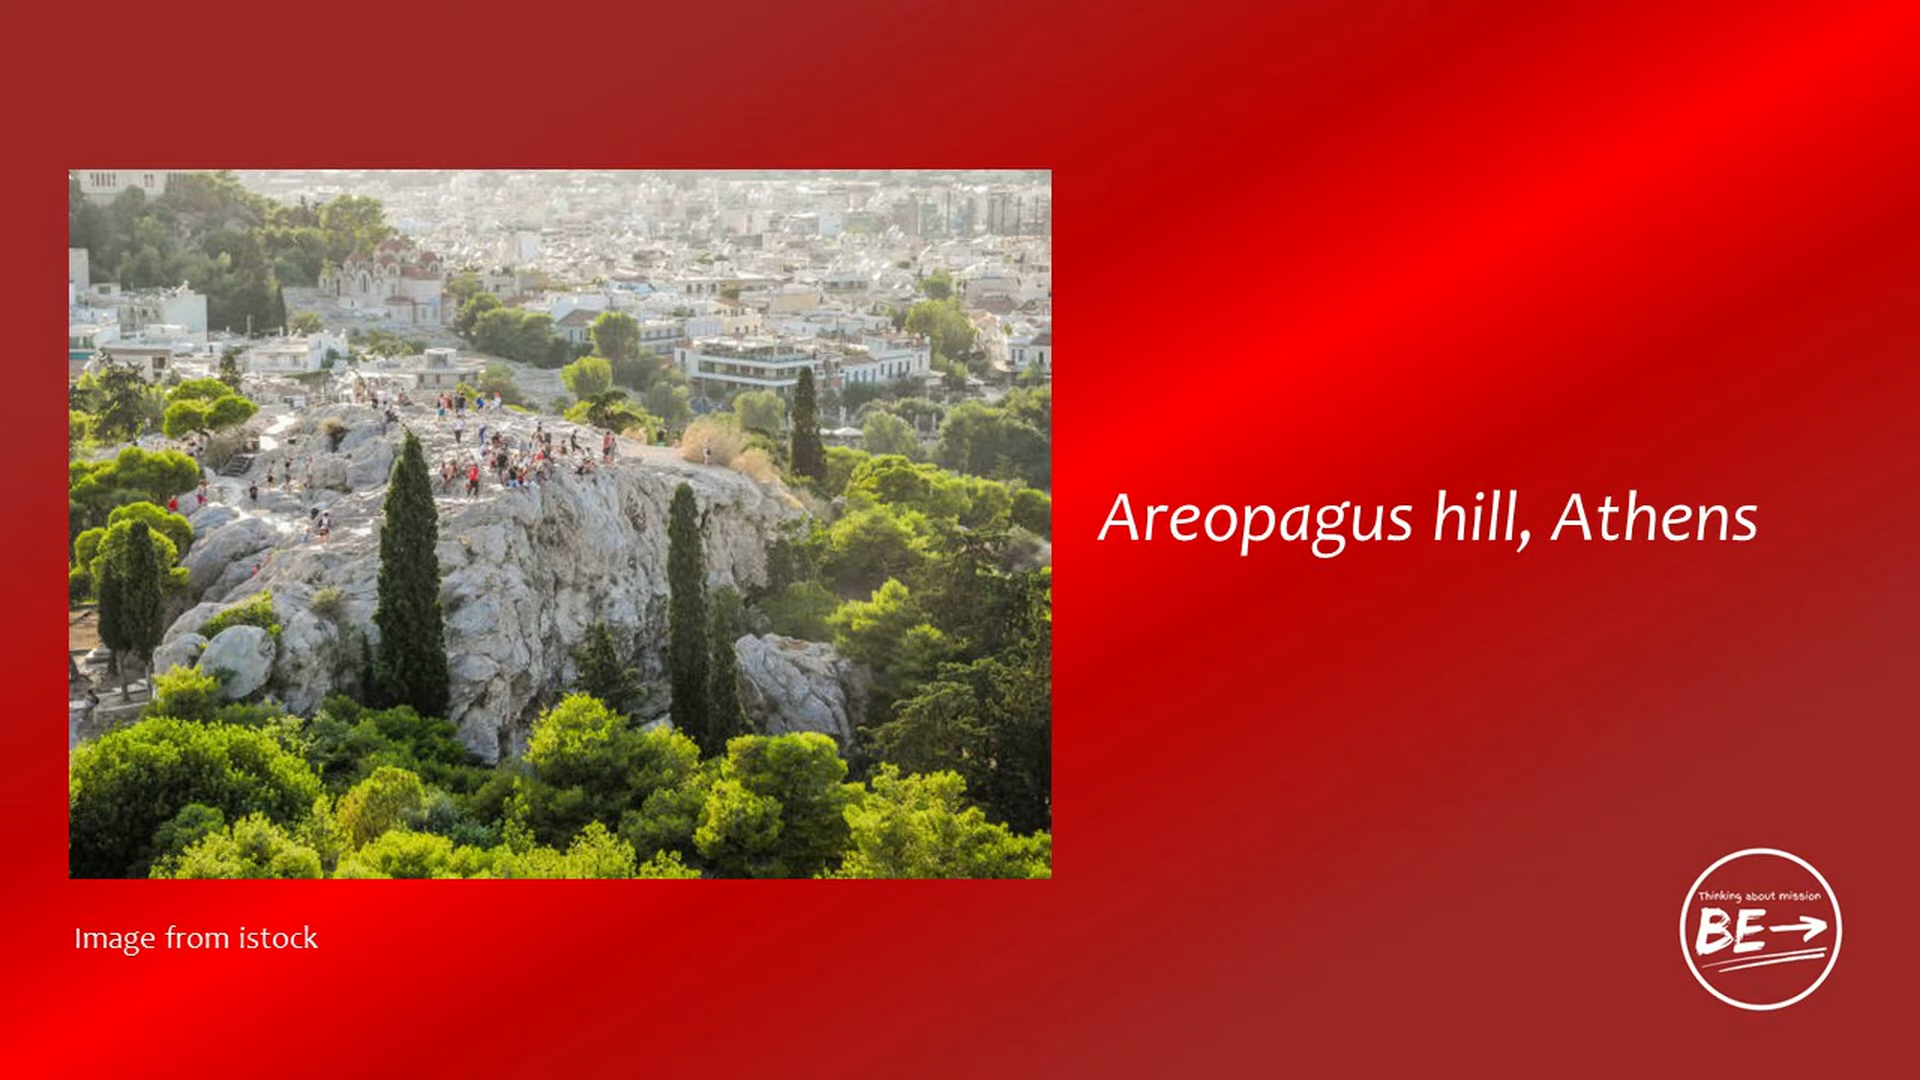 Areopagus hill, Athens
Image from istock
Thinking about mission
BE